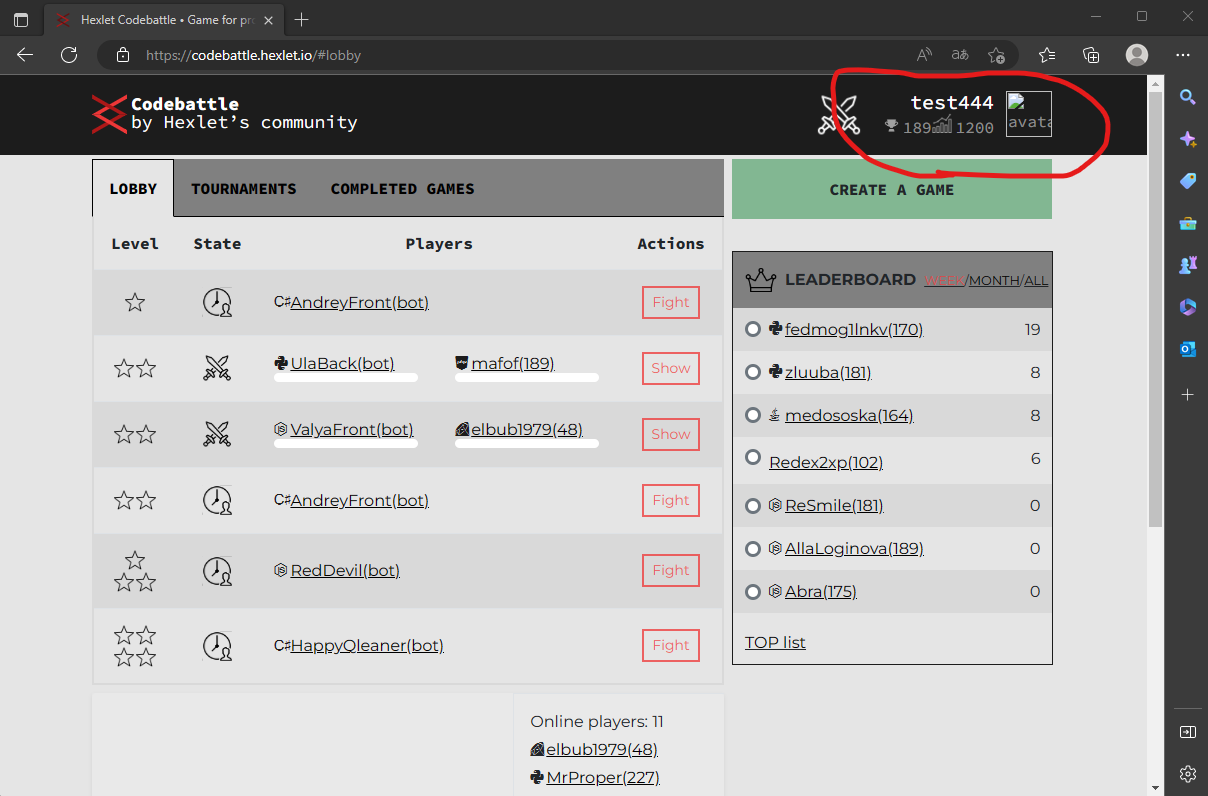 Hexlet Codebattle • Game for pro
https://codebattle.hexlet.io/#lobby
Codebattle
by Hexlet's community
test444
189 1200
avata
LOBBY TOURNAMENTS COMPLETED GAMES
CREATE A GAME
Level State Players Actions
C#AndreyFront(bot) Fight
UlaBack(bot) mafof(189) Show
ValyaFront(bot) elbub1979(48) Show
C#AndreyFront(bot) Fight
RedDevil(bot) Fight
C#HappyQleaner(bot) Fight
LEADERBOARD WEEK/MONTH/ALL
fedmog1lnkv(170) 19
zluuba(181) 8
medososka(164) 8
Redex2xp(102) 6
ReSmile(181) 0
AllaLoginova(189) 0
Abra(175) 0
TOP list
Online players: 11
elbub1979(48)
MrProper(227)